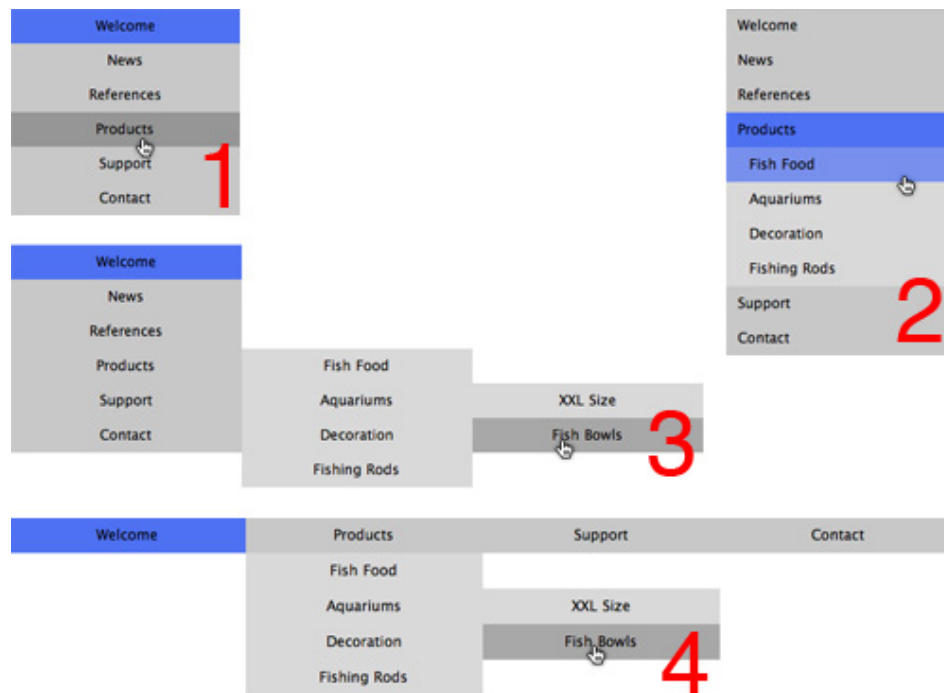 Welcome
News
References
Products
Support
Contact
1
Welcome
News
References
Products
Fish Food
Aquariums
Decoration
Fishing Rods
Support
Contact
2
Welcome
News
References
Products
Support
Contact
Fish Food
Aquariums
Decoration
Fishing Rods
XXL Size
Fish Bowls
3
Welcome Products Support Contact
Fish Food
Aquariums
Decoration
Fishing Rods
XXL Size
Fish Bowls
4